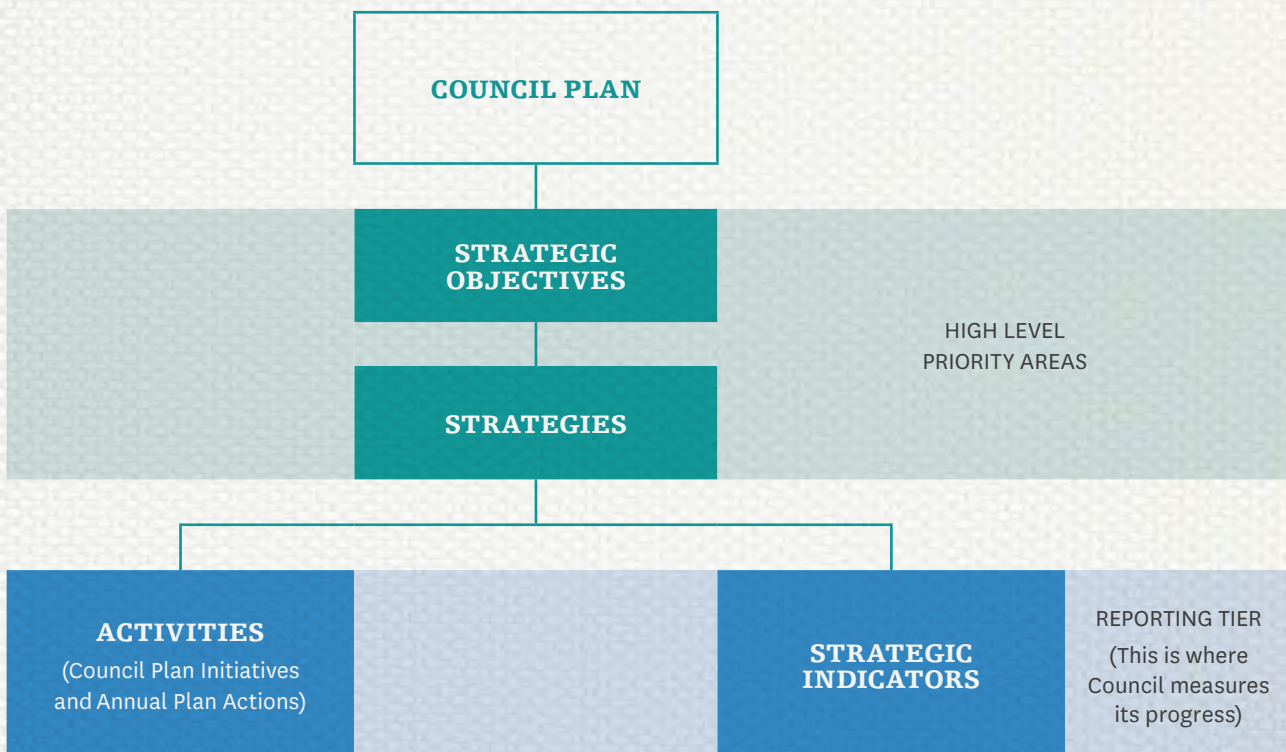 COUNCIL PLAN
STRATEGIC
OBJECTIVES
HIGH LEVEL
PRIORITY AREAS
STRATEGIES
ACTIVITIES
(Council Plan Initiatives
and Annual Plan Actions)
STRATEGIC
INDICATORS
REPORTING TIER
(This is where
Council measures
its progress)